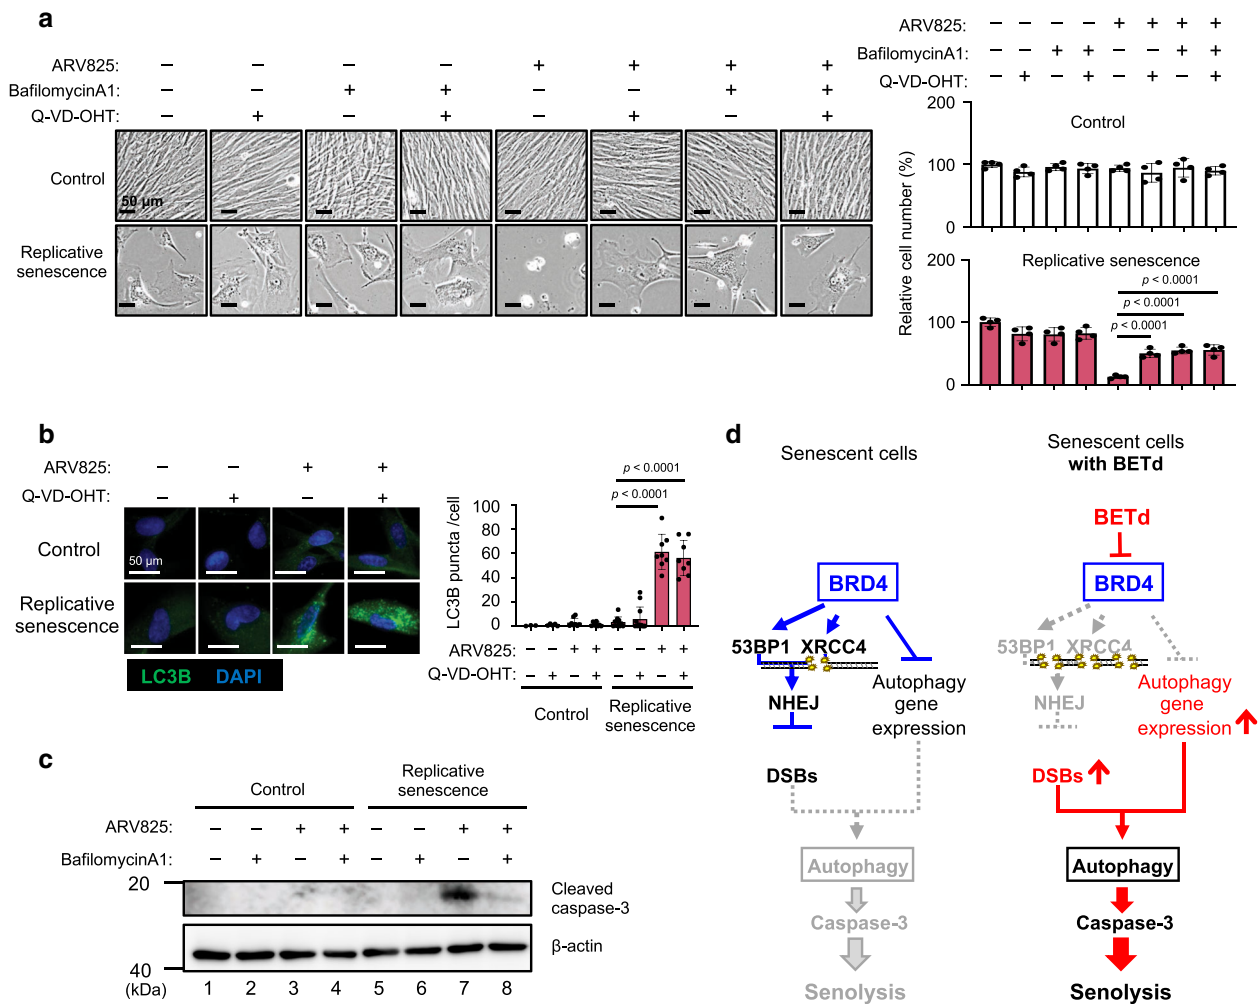 a
ARV825: – – – – + + + +
BafilomycinA1: – – + + – – + +
Q-VD-OHT: – + – + – + – +
Control
50 μm
Replicative
senescence
ARV825: – – – – + + + +
BafilomycinA1: – – + + – – + +
Q-VD-OHT: – + – + – + – +
Relative cell number (%)
200
100
0
Control
200
100
0
Replicative senescence
p < 0.0001
p < 0.0001
p < 0.0001
b
ARV825: – – + +
Q-VD-OHT: – + – +
Control
50 μm
Replicative
senescence
LC3B DAPI
LC3B puncta /cell
100
80
60
40
20
0
p < 0.0001
p < 0.0001
ARV825: – – + + – – + +
Q-VD-OHT: – + – + – + – +
Control
Replicative
senescence
c
Control
Replicative
senescence
ARV825: – – + + – – + +
BafilomycinA1: – + – + – + – +
20
Cleaved
caspase-3
β-actin
40
(kDa) 1 2 3 4 5 6 7 8
d
Senescent cells
BRD4
53BP1 XRCC4
NHEJ
Autophagy
gene
expression
DSBs
Autophagy
Caspase-3
Senolysis
Senescent cells
with BETd
BETd
BRD4
53BP1 XRCC4
NHEJ
Autophagy
gene
expression
DSBs
Autophagy
Caspase-3
Senolysis